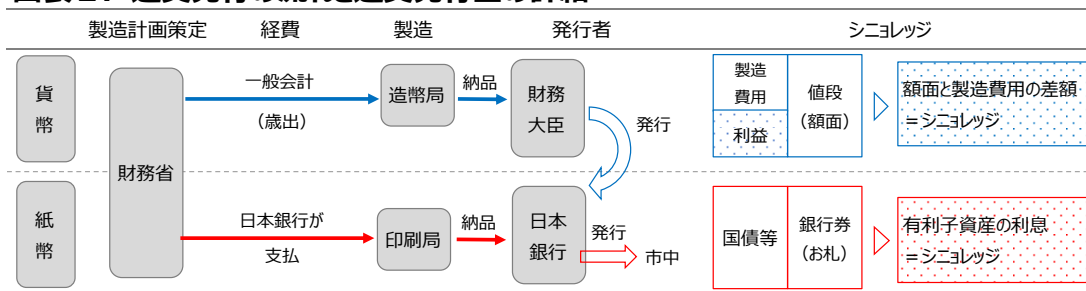 製造計画策定 経費 製造 発行者 シニョレッジ
貨
幣
財務省
一般会計
（歳出）
造幣局
納品
財務
大臣
発行
製造
費用
利益
値段
（額面）
額面と製造費用の差額
＝シニョレッジ
紙
幣
日本銀行が
支払
印刷局
納品
日本
銀行
発行
市中
国債等
銀行券
（お札）
有利子資産の利息
＝シニョレッジ